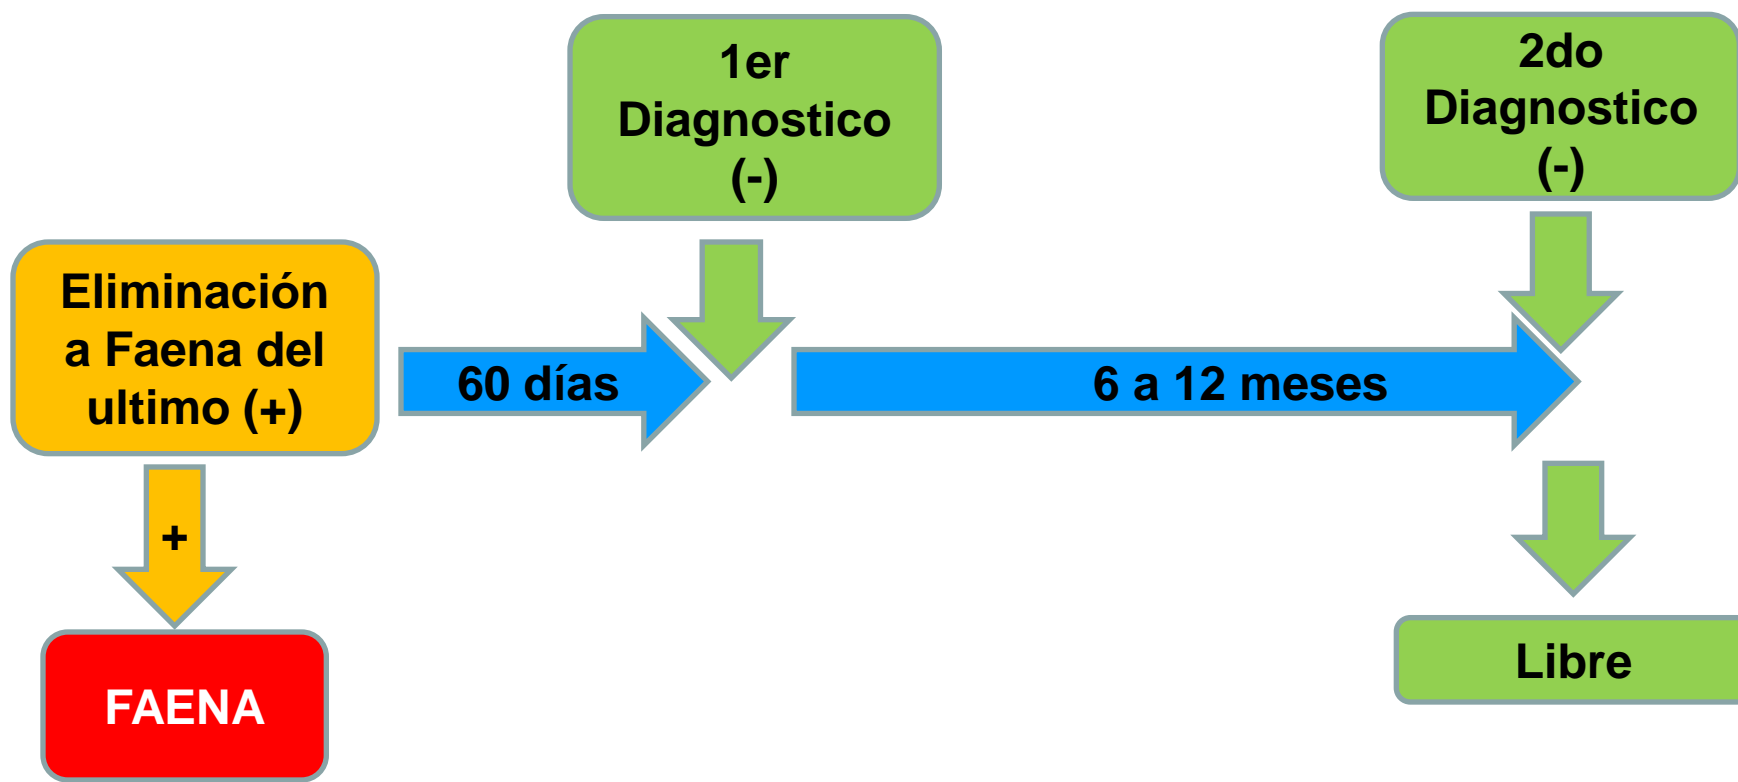 1er
Diagnostico
(-)
2do
Diagnostico
(-)
Eliminación
a Faena del
ultimo (+)
60 días
6 a 12 meses
+
FAENA
Libre